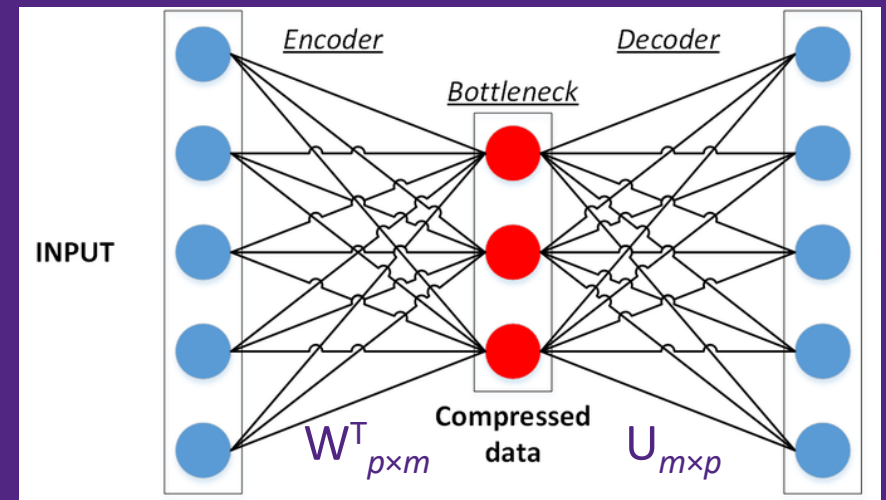 Encoder
Decoder
Bottleneck
INPUT
Compressed
data
Wᵀp×m
Um×p